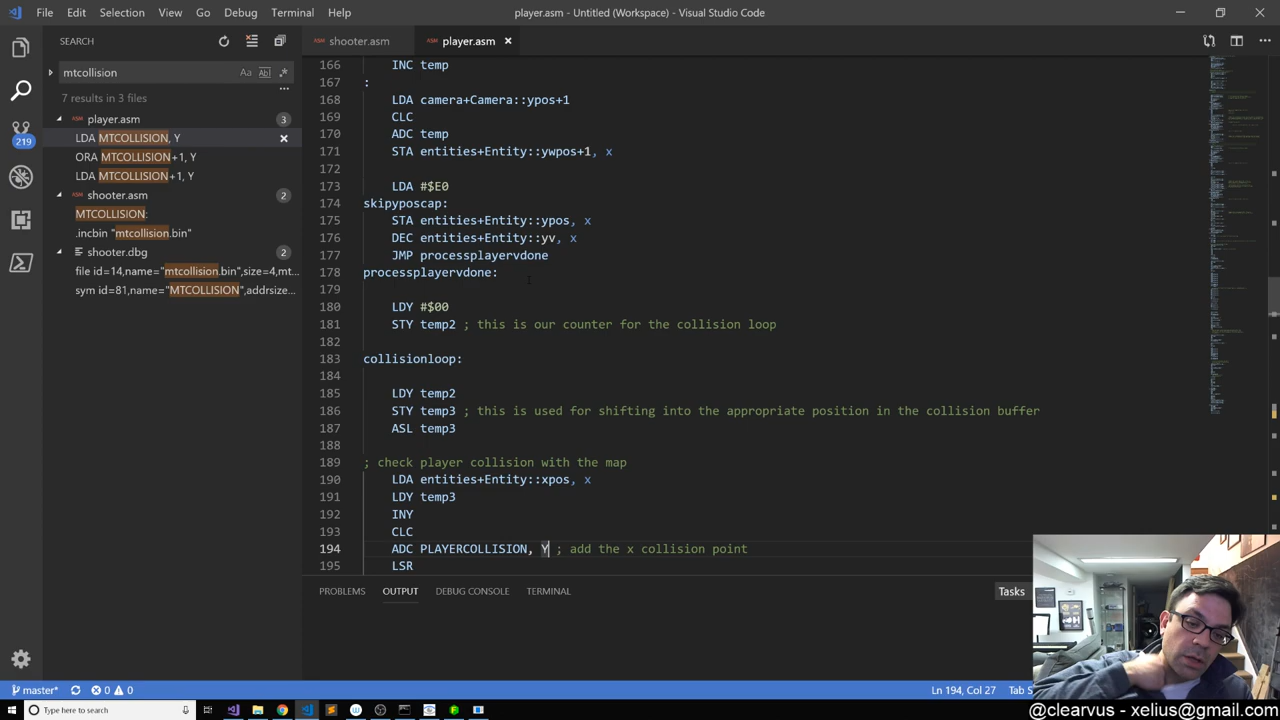 File Edit Selection View Go Debug Terminal Help
player.asm - Untitled (Workspace) - Visual Studio Code
SEARCH
shooter.asm
player.asm
mtcollision
Aa
7 results in 3 files
player.asm 3
LDA MTCOLLISION, Y
ORA MTCOLLISION+1, Y
LDA MTCOLLISION+1, Y
shooter.asm 2
MTCOLLISION:
.incbin "mtcollision.bin"
shooter.dbg 2
file id=14,name="mtcollision.bin",size=4,mt...
sym id=81,name="MTCOLLISION",addrsize...
219
166 INC temp
167 :
168 LDA camera+Camera::ypos+1
169 CLC
170 ADC temp
171 STA entities+Entity::ywpos+1, x
172
173 LDA #$E0
174 skipyposcap:
175 STA entities+Entity::ypos, x
176 DEC entities+Entity::yv, x
177 JMP processplayervdone
178 processplayervdone:
179
180 LDY #$00
181 STY temp2 ; this is our counter for the collision loop
182
183 collisionloop:
184
185 LDY temp2
186 STY temp3 ; this is used for shifting into the appropriate position in the collision buffer
187 ASL temp3
188
189 ; check player collision with the map
190 LDA entities+Entity::xpos, x
191 LDY temp3
192 INY
193 CLC
194 ADC PLAYERCOLLISION, Y ; add the x collision point
195 LSR
PROBLEMS OUTPUT DEBUG CONSOLE TERMINAL
Tasks
master* 0 0
Ln 194, Col 27 Tab S
Type here to search
@clearvus - xelius@gmail.com